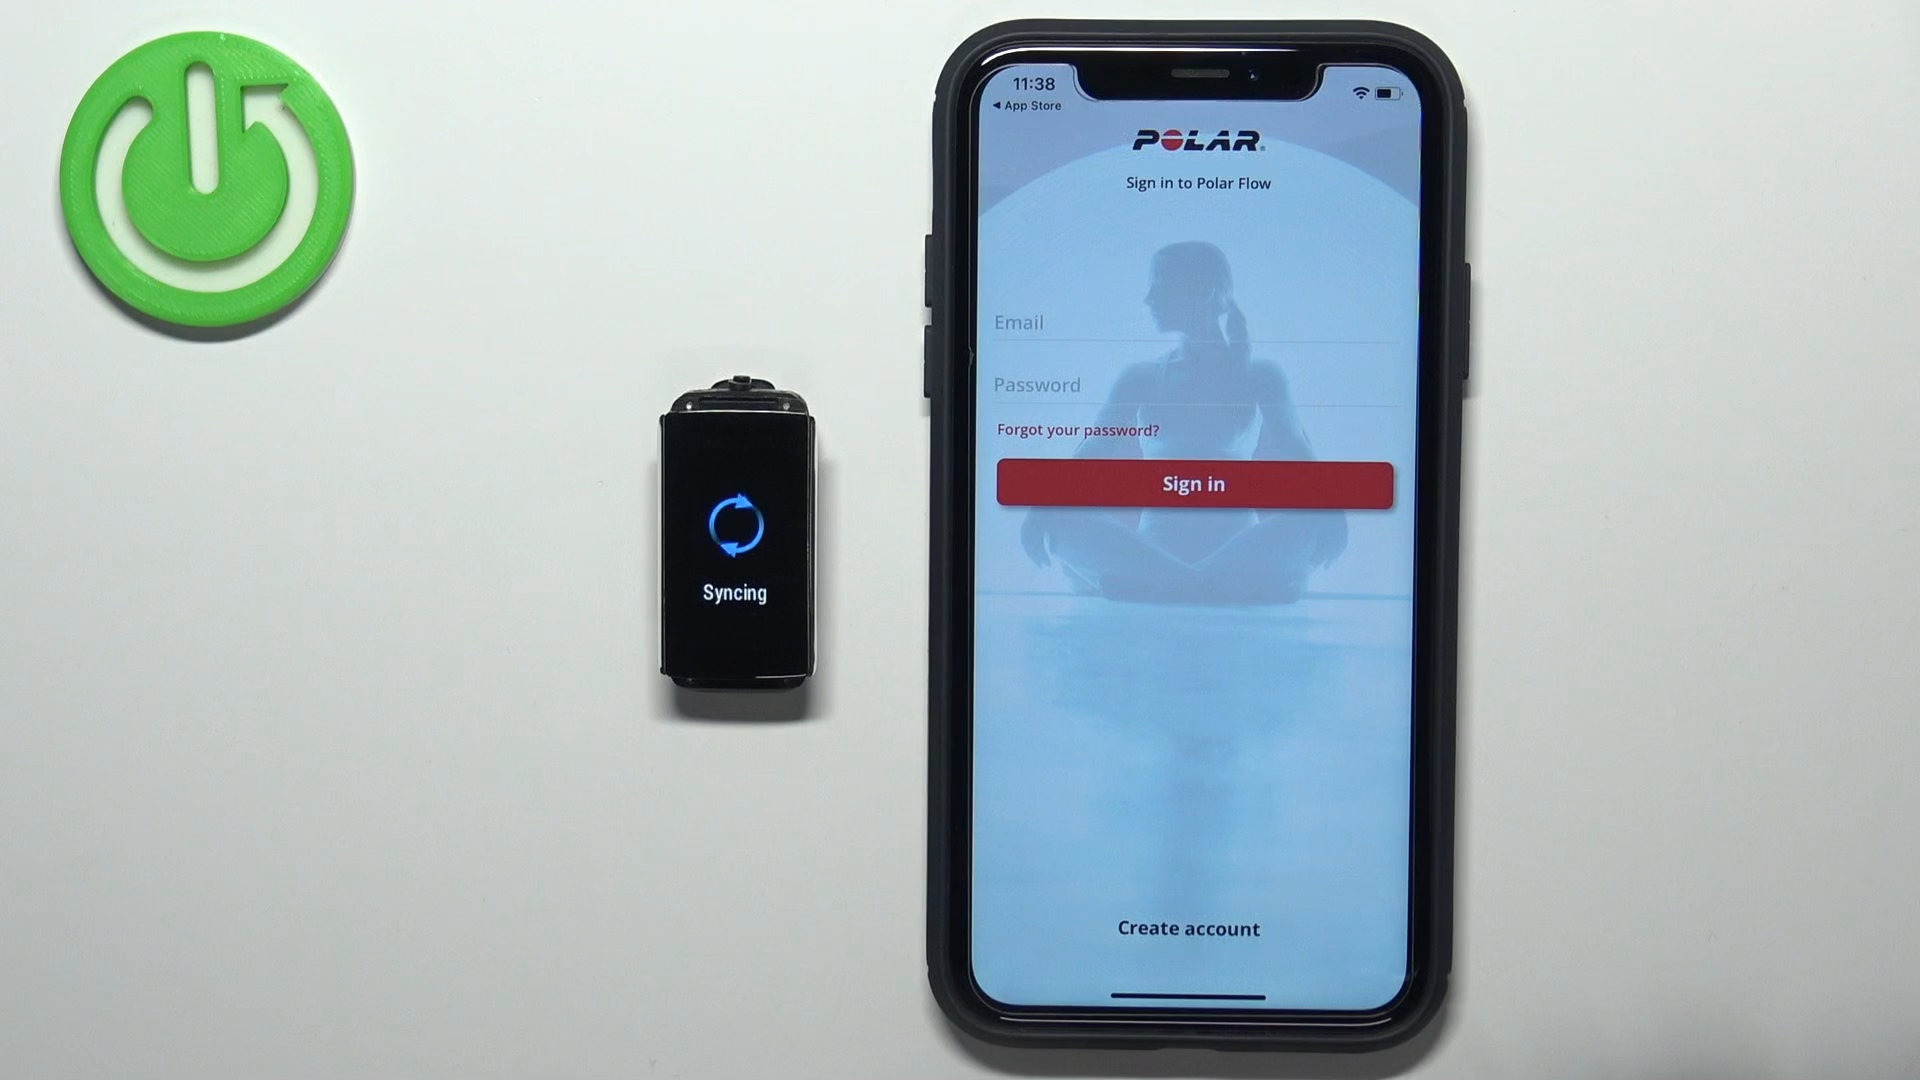 11:38
◀ App Store
POLAR®
Sign in to Polar Flow
Email
Password
Forgot your password?
Sign in
Create account
Syncing